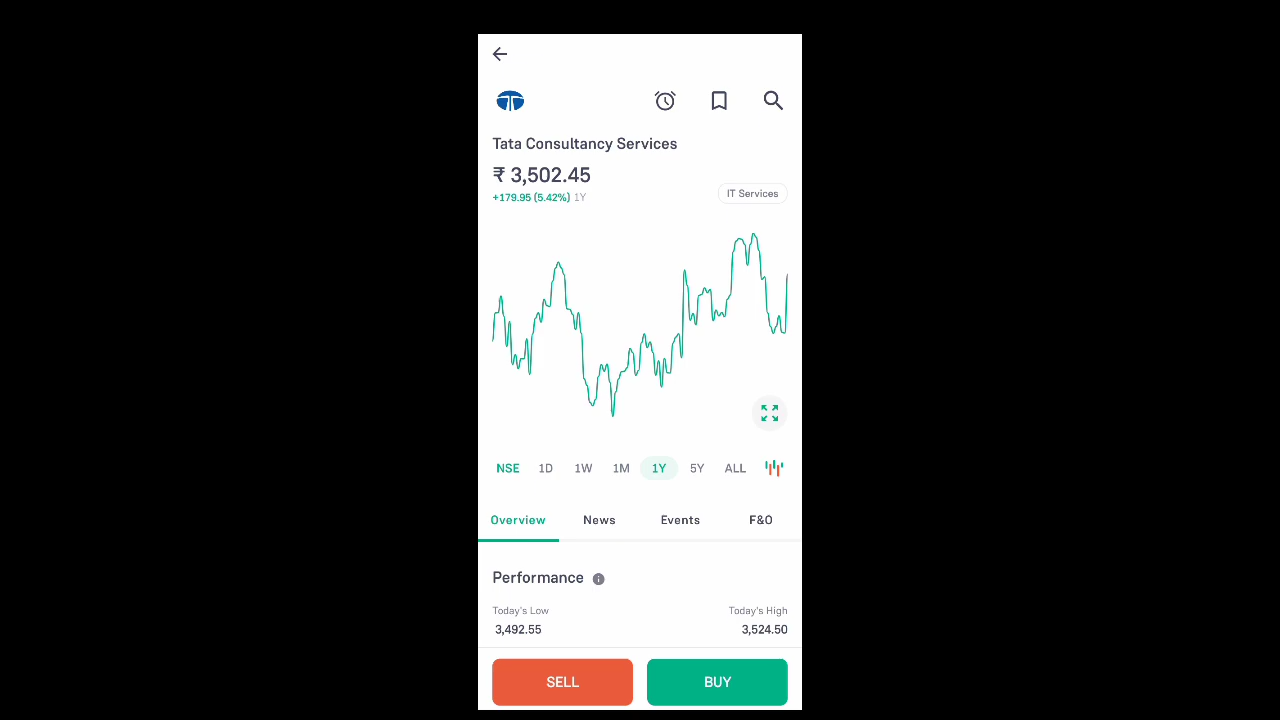 Tata Consultancy Services
₹ 3,502.45
+179.95 (5.42%) 1Y
IT Services
NSE 1D 1W 1M 1Y 5Y ALL
Overview News Events F&O
Performance
Today's Low Today's High
3,492.55 3,524.50
SELL BUY